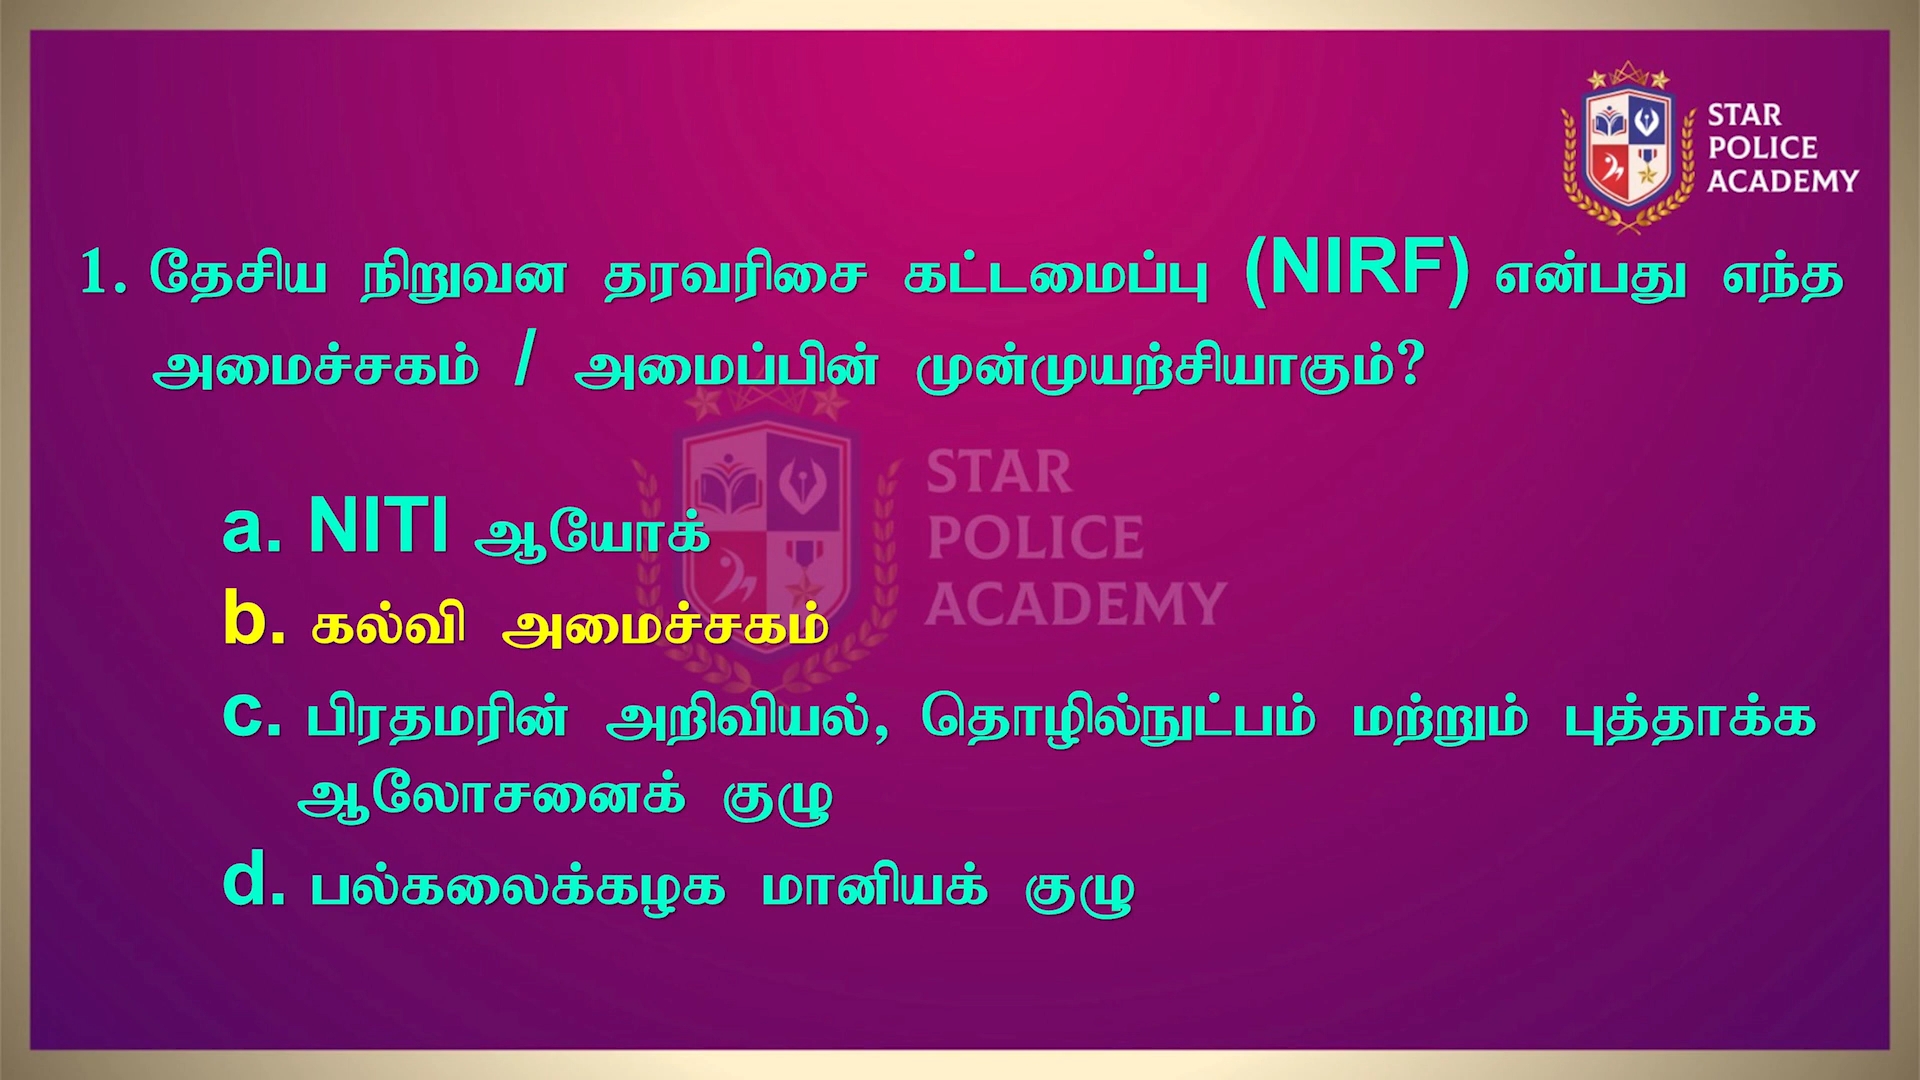 STAR
POLICE
ACADEMY
1. தேசிய நிறுவன தரவரிசை கட்டமைப்பு (NIRF) என்பது எந்த
அமைச்சகம் / அமைப்பின் முன்முயற்சியாகும்?
STAR
POLICE
ACADEMY
a. NITI ஆயோக்
b. கல்வி அமைச்சகம்
c. பிரதமரின் அறிவியல், தொழில்நுட்பம் மற்றும் புத்தாக்க
ஆலோசனைக் குழு
d. பல்கலைக்கழக மானியக் குழு